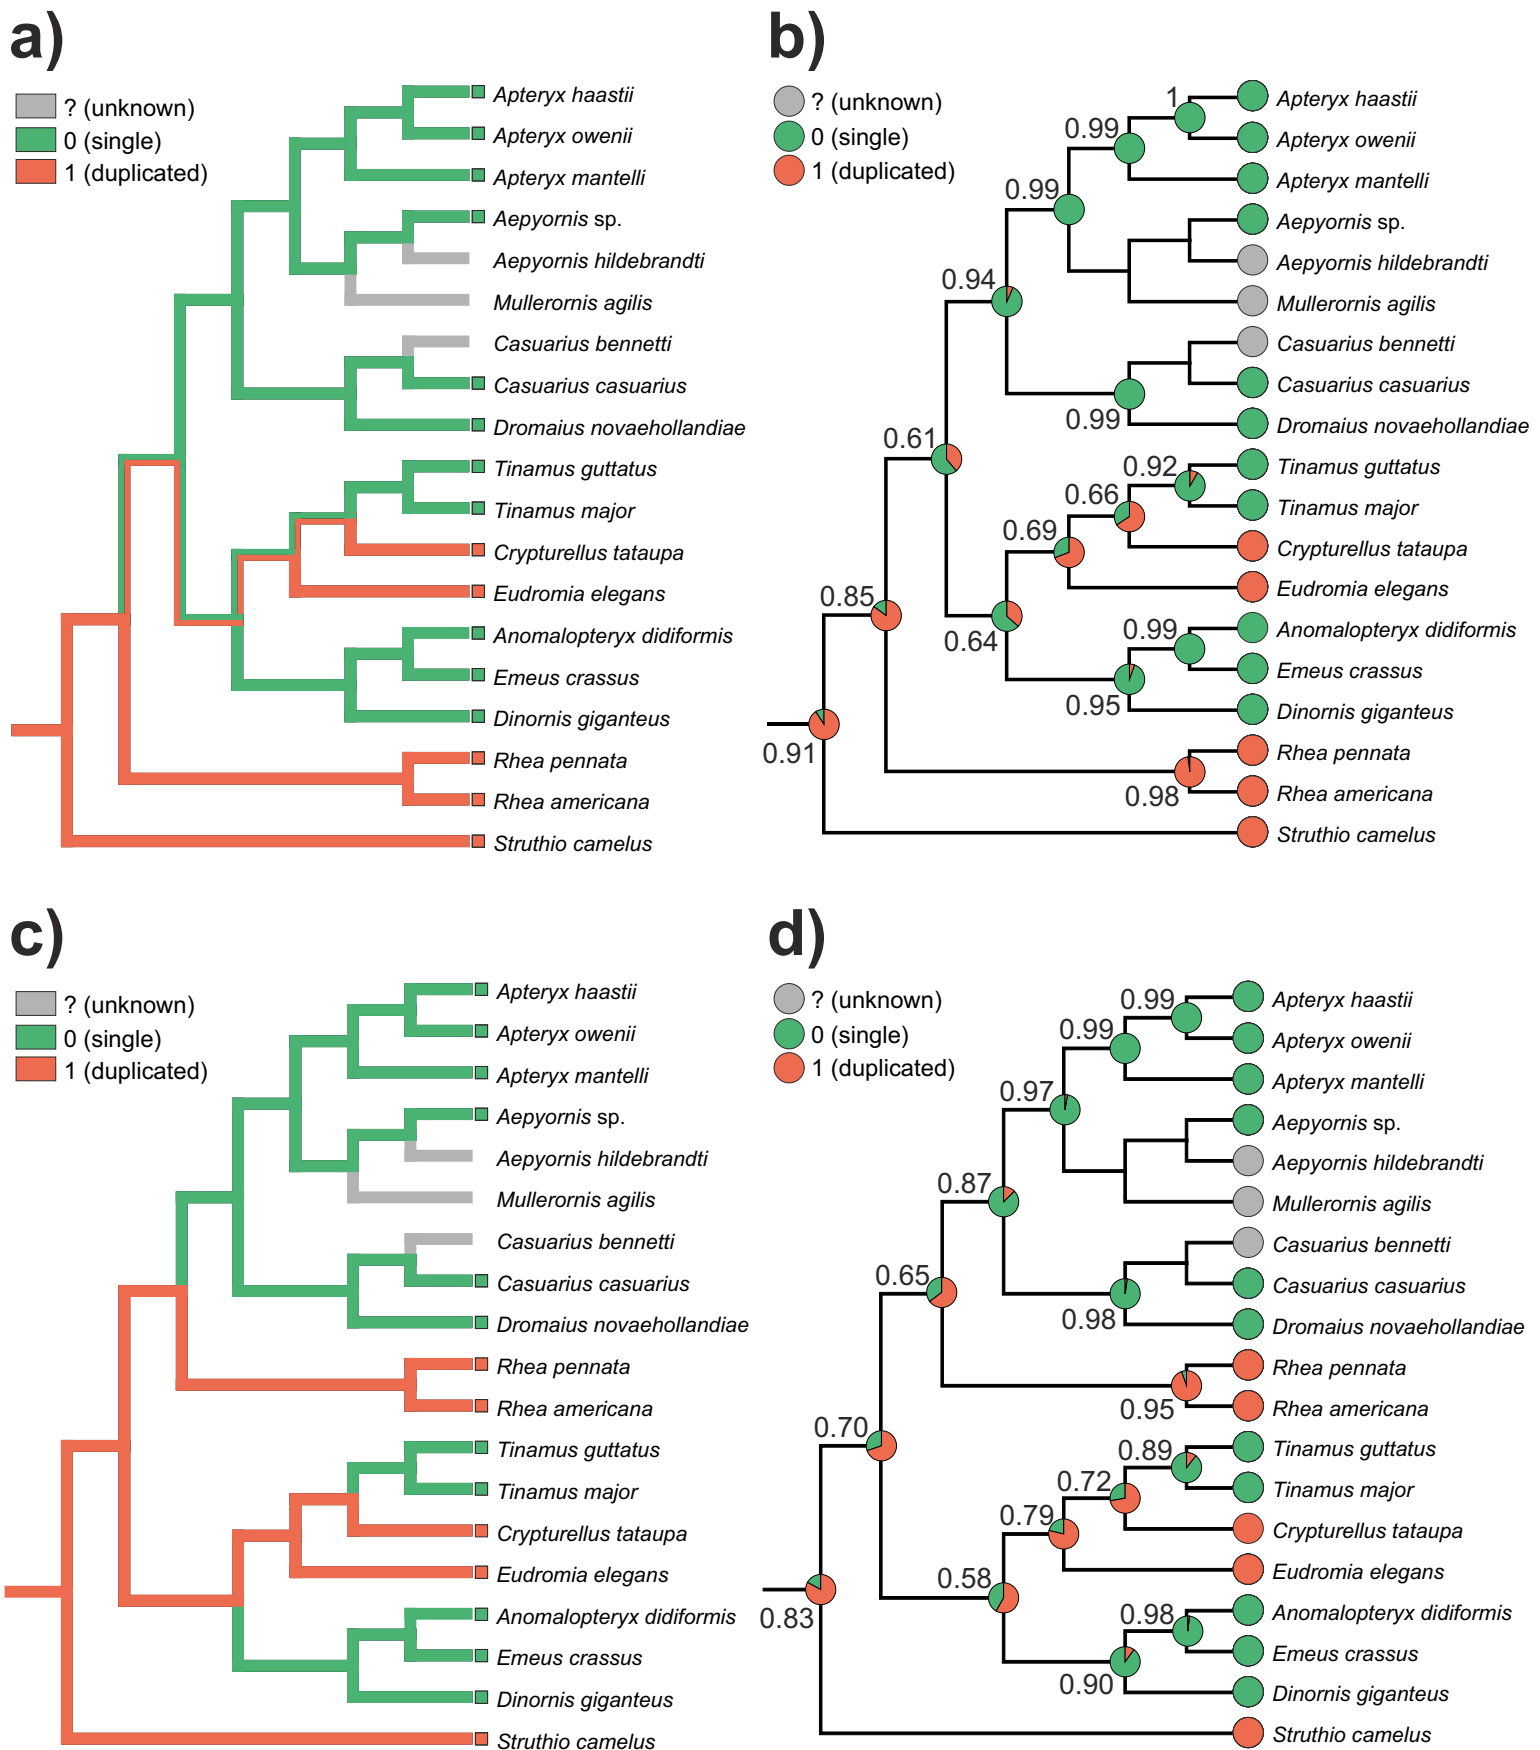 a)
? (unknown)
0 (single)
1 (duplicated)
Apteryx haastii
Apteryx owenii
Apteryx mantelli
Aepyornis sp.
Aepyornis hildebrandti
Mullerornis agilis
Casuarius bennetti
Casuarius casuarius
Dromaius novaehollandiae
Tinamus guttatus
Tinamus major
Crypturellus tataupa
Eudromia elegans
Anomalopteryx didiformis
Emeus crassus
Dinornis giganteus
Rhea pennata
Rhea americana
Struthio camelus
b)
? (unknown)
0 (single)
1 (duplicated)
1
0.99
0.99
0.94
0.99
0.61
0.92
0.66
0.69
0.85
0.64
0.99
0.95
0.91
0.98
Apteryx haastii
Apteryx owenii
Apteryx mantelli
Aepyornis sp.
Aepyornis hildebrandti
Mullerornis agilis
Casuarius bennetti
Casuarius casuarius
Dromaius novaehollandiae
Tinamus guttatus
Tinamus major
Crypturellus tataupa
Eudromia elegans
Anomalopteryx didiformis
Emeus crassus
Dinornis giganteus
Rhea pennata
Rhea americana
Struthio camelus
c)
? (unknown)
0 (single)
1 (duplicated)
Apteryx haastii
Apteryx owenii
Apteryx mantelli
Aepyornis sp.
Aepyornis hildebrandti
Mullerornis agilis
Casuarius bennetti
Casuarius casuarius
Dromaius novaehollandiae
Rhea pennata
Rhea americana
Tinamus guttatus
Tinamus major
Crypturellus tataupa
Eudromia elegans
Anomalopteryx didiformis
Emeus crassus
Dinornis giganteus
Struthio camelus
d)
? (unknown)
0 (single)
1 (duplicated)
0.99
0.99
0.97
0.87
0.65
0.98
0.95
0.70
0.89
0.72
0.79
0.58
0.98
0.83
0.90
Apteryx haastii
Apteryx owenii
Apteryx mantelli
Aepyornis sp.
Aepyornis hildebrandti
Mullerornis agilis
Casuarius bennetti
Casuarius casuarius
Dromaius novaehollandiae
Rhea pennata
Rhea americana
Tinamus guttatus
Tinamus major
Crypturellus tataupa
Eudromia elegans
Anomalopteryx didiformis
Emeus crassus
Dinornis giganteus
Struthio camelus